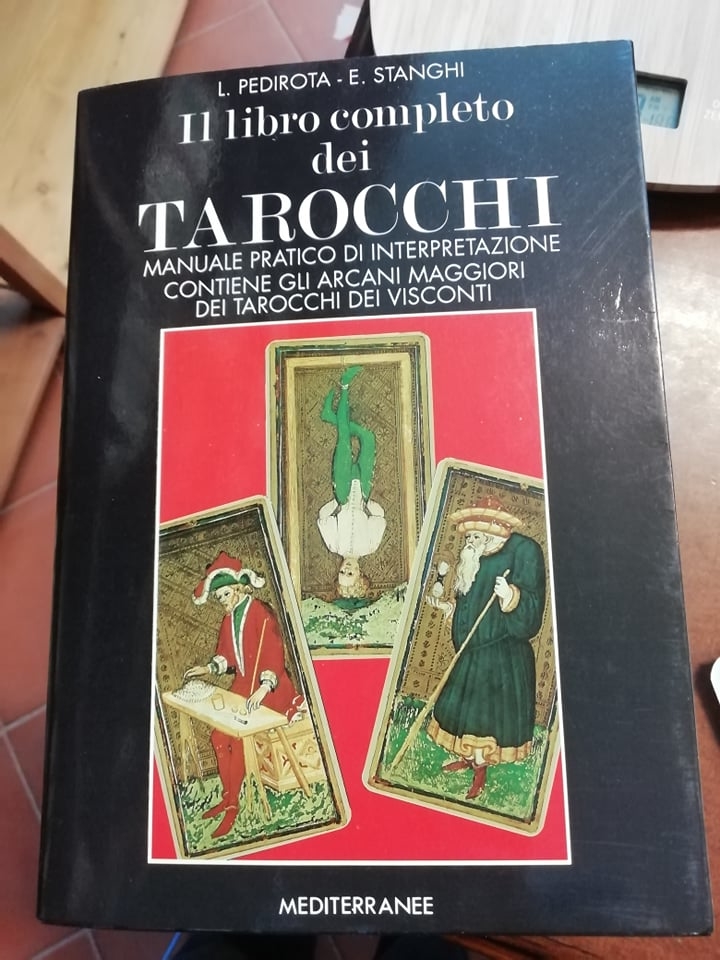 L. PEDIROTA - E. STANGHI
Il libro completo
dei
TAROCCHI
MANUALE PRATICO DI INTERPRETAZIONE
CONTIENE GLI ARCANI MAGGIORI
DEI TAROCCHI DEI VISCONTI
MEDITERRANEE